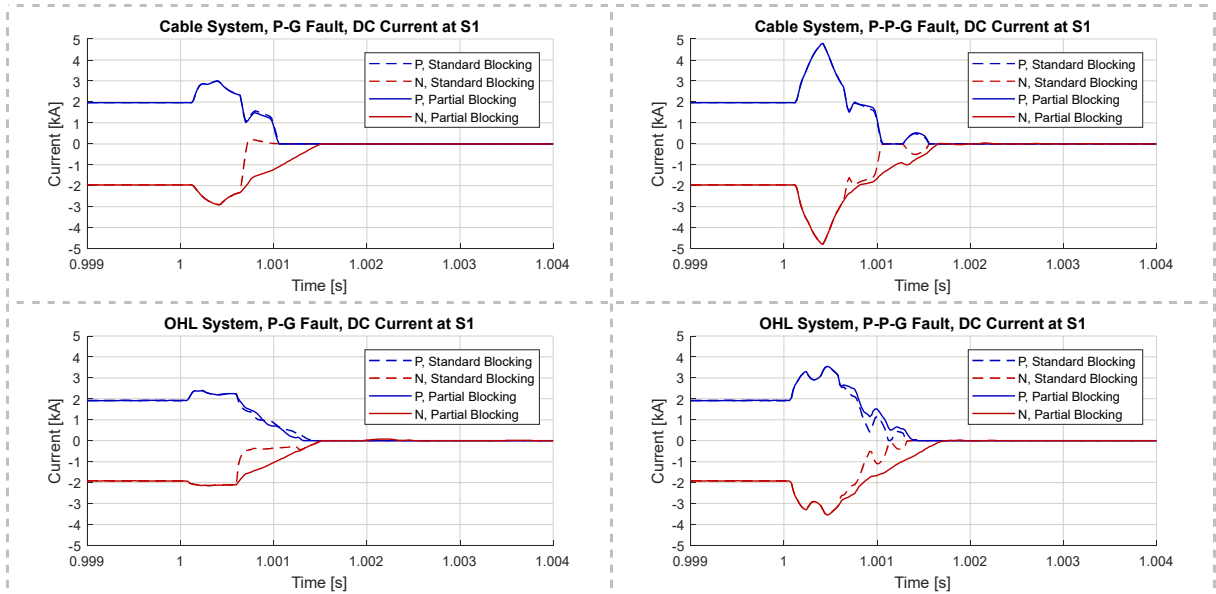 Cable System, P-G Fault, DC Current at S1
5
4
3
2
1
0
-1
-2
-3
-4
-5
Current [kA]
P, Standard Blocking
N, Standard Blocking
P, Partial Blocking
N, Partial Blocking
0.999
1
1.001
1.002
1.003
1.004
Time [s]
Cable System, P-P-G Fault, DC Current at S1
5
4
3
2
1
0
-1
-2
-3
-4
-5
Current [kA]
P, Standard Blocking
N, Standard Blocking
P, Partial Blocking
N, Partial Blocking
0.999
1
1.001
1.002
1.003
1.004
Time [s]
OHL System, P-G Fault, DC Current at S1
5
4
3
2
1
0
-1
-2
-3
-4
-5
Current [kA]
P, Standard Blocking
N, Standard Blocking
P, Partial Blocking
N, Partial Blocking
0.999
1
1.001
1.002
1.003
1.004
Time [s]
OHL System, P-P-G Fault, DC Current at S1
5
4
3
2
1
0
-1
-2
-3
-4
-5
Current [kA]
P, Standard Blocking
N, Standard Blocking
P, Partial Blocking
N, Partial Blocking
0.999
1
1.001
1.002
1.003
1.004
Time [s]